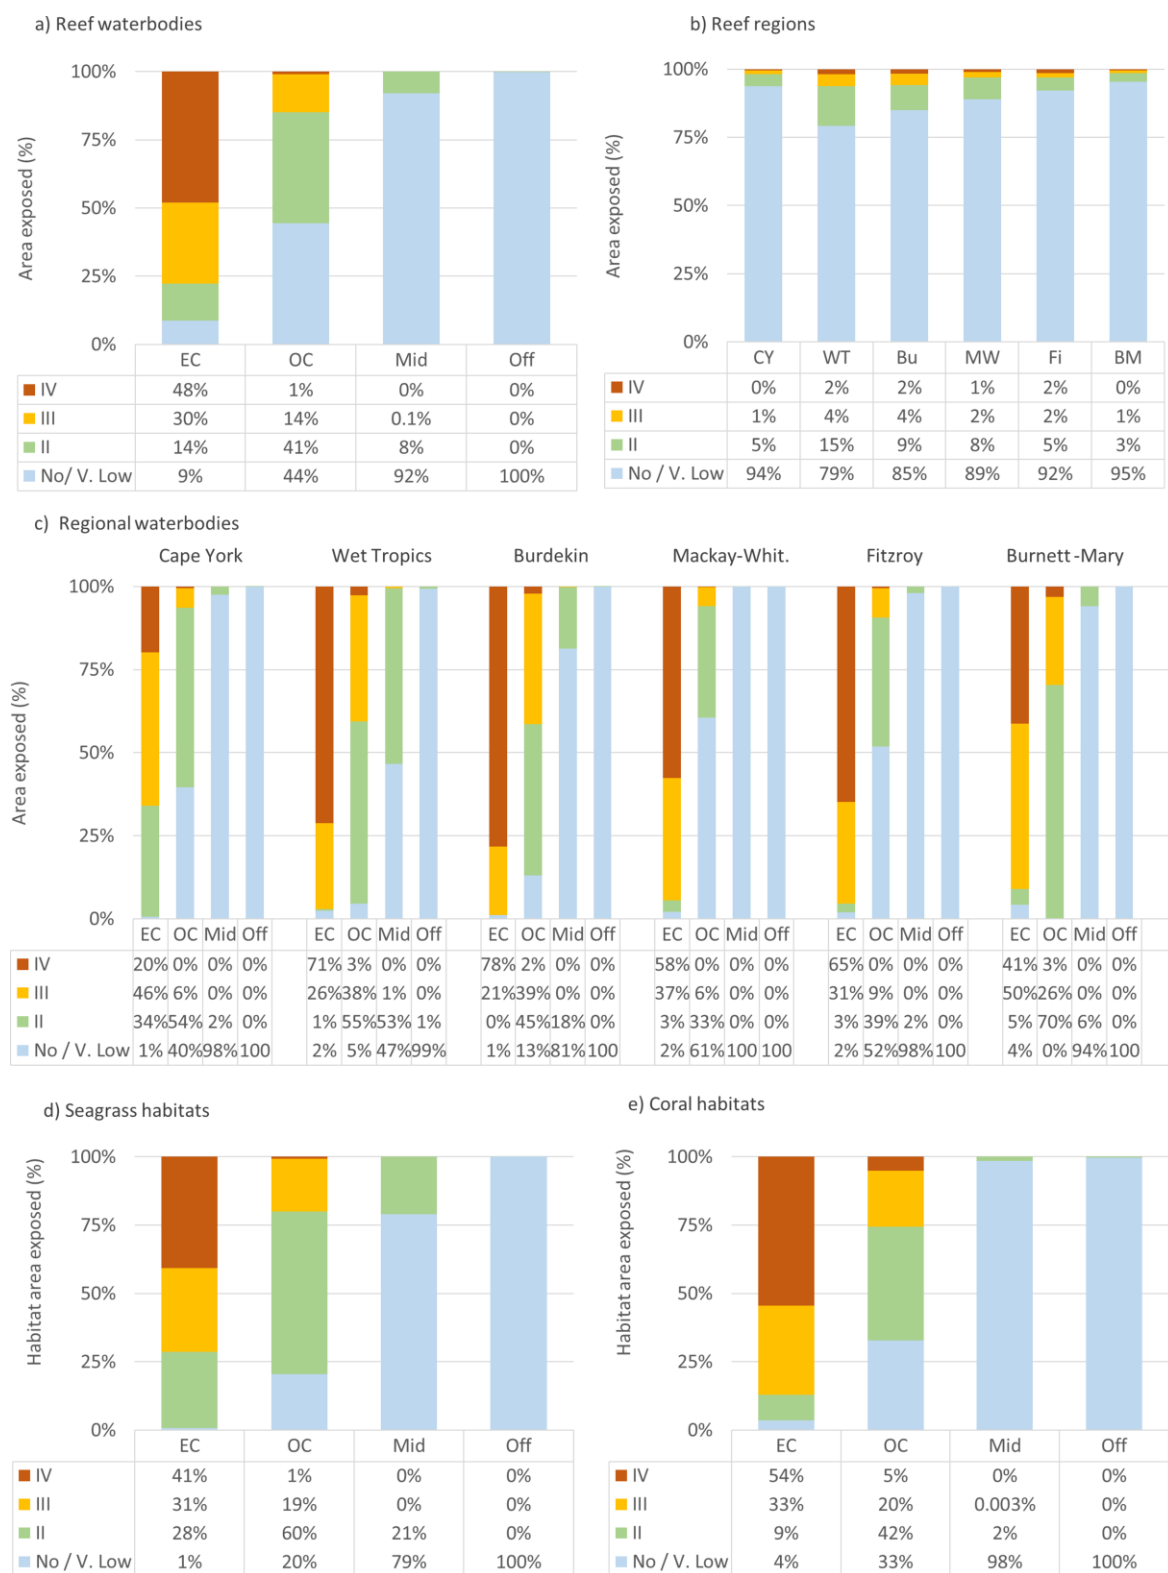 a) Reef waterbodies
Area exposed (%)
100%
75%
50%
25%
0%
EC OC Mid Off
IV 48% 1% 0% 0%
III 30% 14% 0.1% 0%
II 14% 41% 8% 0%
No/ V. Low 9% 44% 92% 100%
b) Reef regions
Area exposed (%)
100%
75%
50%
25%
0%
CY WT Bu MW Fi BM
IV 0% 2% 2% 1% 2% 0%
III 1% 4% 4% 2% 2% 1%
II 5% 15% 9% 8% 5% 3%
No/ V. Low 94% 79% 85% 89% 92% 95%
c) Regional waterbodies
Cape York Wet Tropics Burdekin Mackay-Whit. Fitzroy Burnett -Mary
Area exposed (%)
100%
75%
50%
25%
0%
EC OC Mid Off EC OC Mid Off EC OC Mid Off EC OC Mid Off EC OC Mid Off EC OC Mid Off
IV 20% 0% 0% 0% 71% 3% 0% 0% 78% 2% 0% 0% 58% 0% 0% 0% 65% 0% 0% 0% 41% 3% 0% 0%
III 46% 6% 0% 0% 26% 38% 1% 0% 21% 39% 0% 0% 37% 6% 0% 0% 31% 9% 0% 0% 50% 26% 0% 0%
II 34% 54% 2% 0% 1% 55% 53% 1% 0% 45% 18% 0% 3% 33% 0% 0% 3% 39% 2% 0% 5% 70% 6% 0%
No / V. Low 1% 40% 98% 100 2% 5% 47% 99% 1% 13% 81% 100 2% 61% 100 100 2% 52% 98% 100 4% 0% 94% 100
d) Seagrass habitats
Habitat area exposed (%)
100%
75%
50%
25%
0%
EC OC Mid Off
IV 41% 1% 0% 0%
III 31% 19% 0% 0%
II 28% 60% 21% 0%
No / V. Low 1% 20% 79% 100%
e) Coral habitats
Habitat area exposed (%)
100%
75%
50%
25%
0%
EC OC Mid Off
IV 54% 5% 0% 0%
III 33% 20% 0.003% 0%
II 9% 42% 2% 0%
No / V. Low 4% 33% 98% 100%